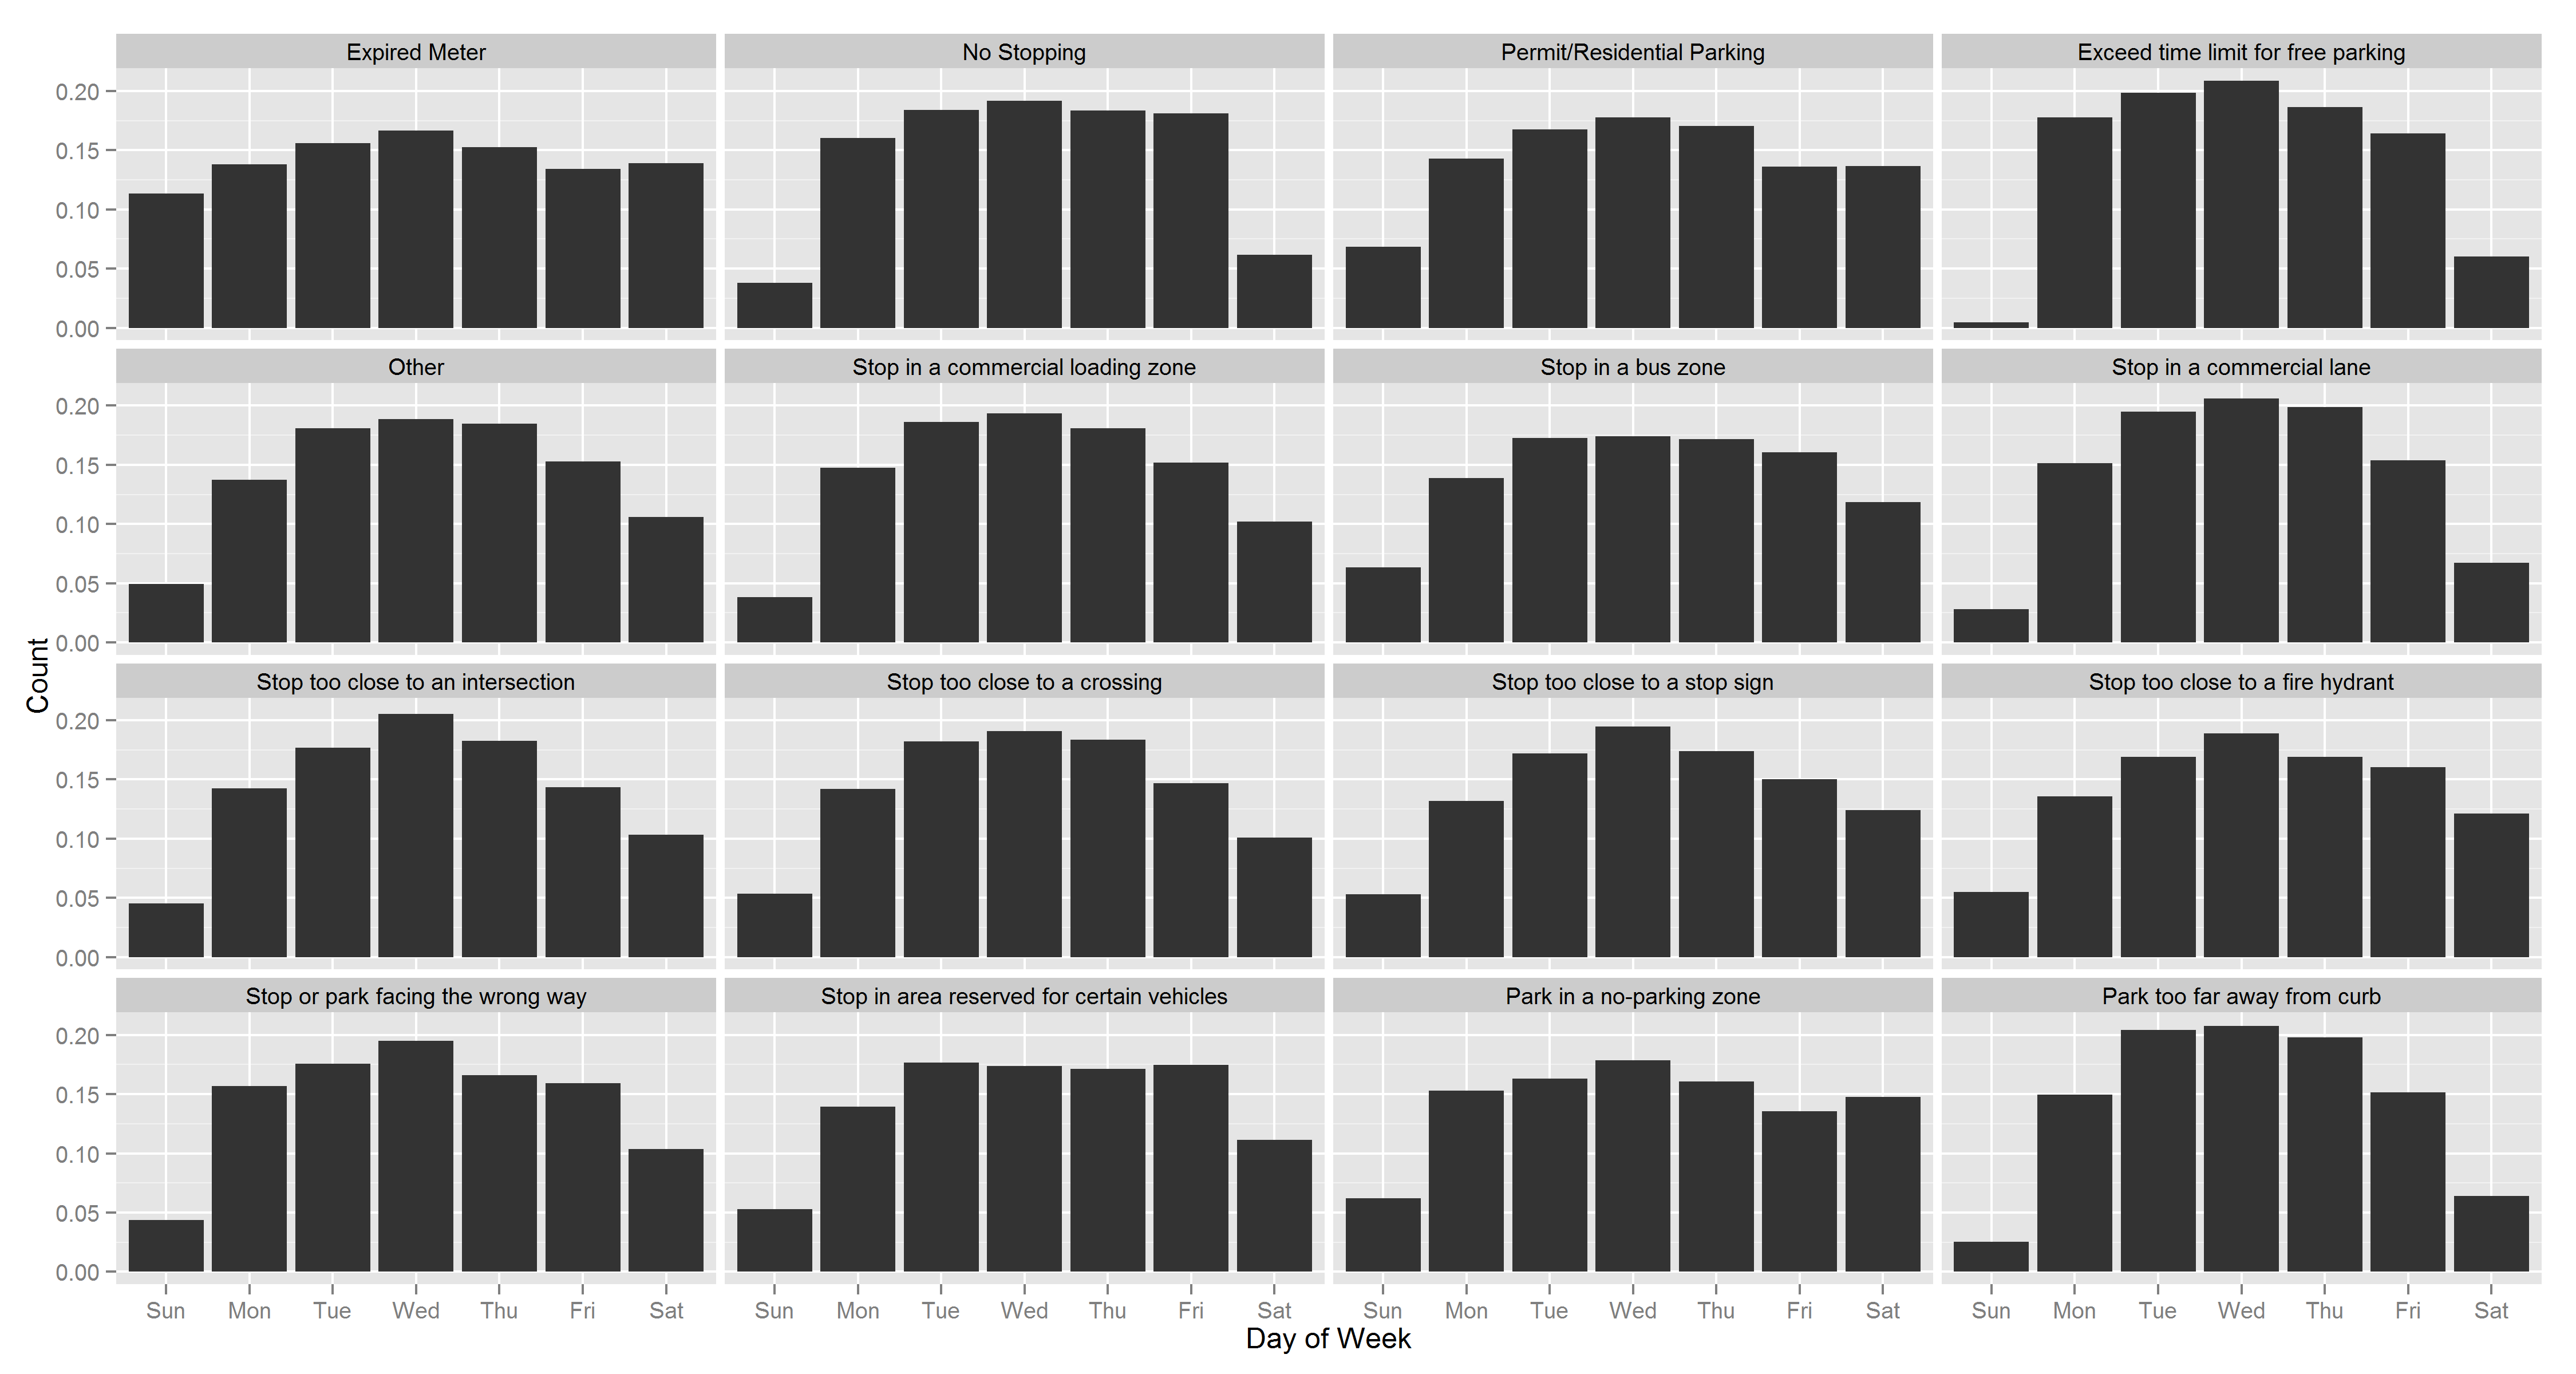 Expired Meter
No Stopping
Permit/Residential Parking
Exceed time limit for free parking
0.20
0.15
0.10
0.05
0.00
Other
Stop in a commercial loading zone
Stop in a bus zone
Stop in a commercial lane
0.20
0.15
0.10
0.05
0.00
Count
Stop too close to an intersection
Stop too close to a crossing
Stop too close to a stop sign
Stop too close to a fire hydrant
0.20
0.15
0.10
0.05
0.00
Stop or park facing the wrong way
Stop in area reserved for certain vehicles
Park in a no-parking zone
Park too far away from curb
0.20
0.15
0.10
0.05
0.00
Sun Mon Tue Wed Thu Fri Sat
Sun Mon Tue Wed Thu Fri Sat
Sun Mon Tue Wed Thu Fri Sat
Sun Mon Tue Wed Thu Fri Sat
Day of Week